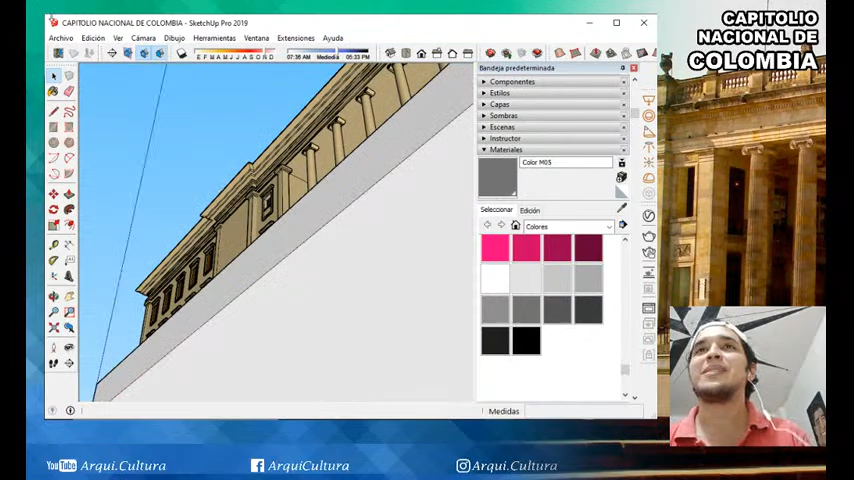 CAPITOLIO NACIONAL DE COLOMBIA - SketchUp Pro 2019
Archivo Edición Ver Cámara Dibujo Herramientas Ventana Extensiones Ayuda
E F M A M J J A S O N D
07:36 AM Mediodía 05:33 PM
Bandeja predeterminada
Componentes
Estilos
Capas
Sombras
Escenas
Instructor
Materiales
Color M05
Seleccionar Edición
Colores
Medidas
CAPITOLIO
NACIONAL DE
COLOMBIA
YouTube Arqui.Cultura
ArquiCultura
Arqui.Cultura